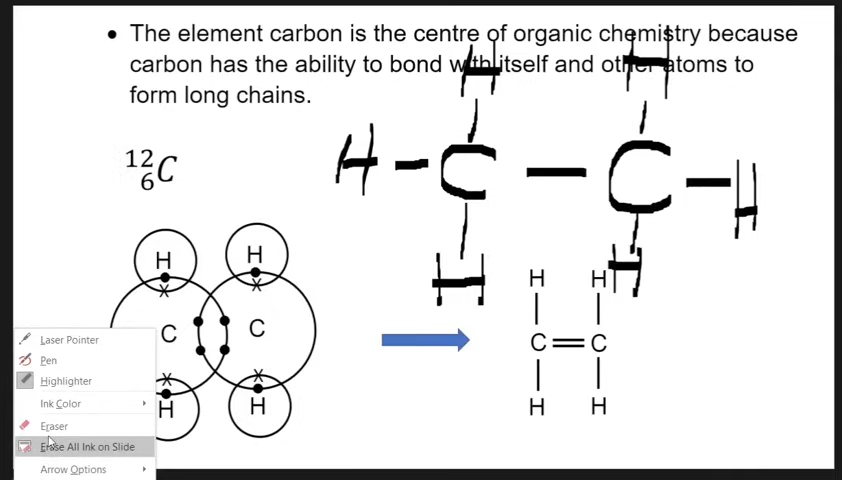 • The element carbon is the centre of organic chemistry because
carbon has the ability to bond with itself and other atoms to
form long chains.
H H
12
6 C
H - C — C - H
H H
H H
C C
H H
H H
C = C
H H
Laser Pointer
Pen
Highlighter
Ink Color
Eraser
Erase All Ink on Slide
Arrow Options